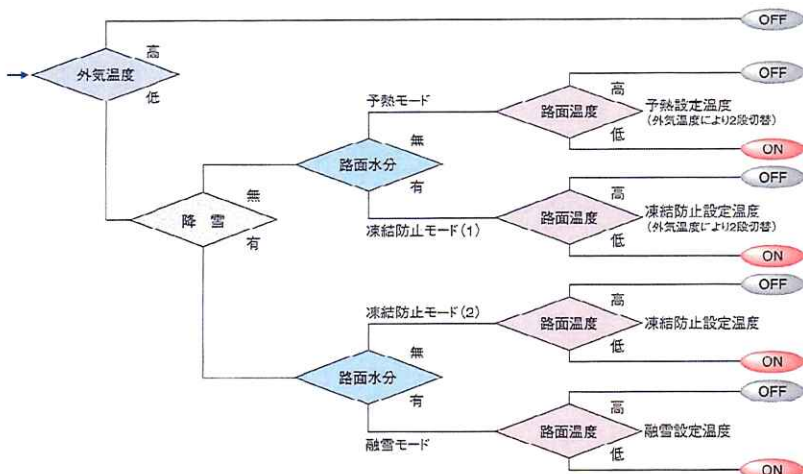 OFF
高
外気温度
低
OFF
予熱モード
高
路面温度
予熱設定温度
(外気温度により2段切替)
低
無
ON
路面水分
有
OFF
高
無
路面温度
凍結防止設定温度
(外気温度により2段切替)
降 雪
低
有
凍結防止モード(1)
ON
OFF
凍結防止モード(2)
高
路面温度
凍結防止設定温度
低
無
ON
路面水分
有
OFF
高
路面温度
融雪設定温度
融雪モード
低
ON